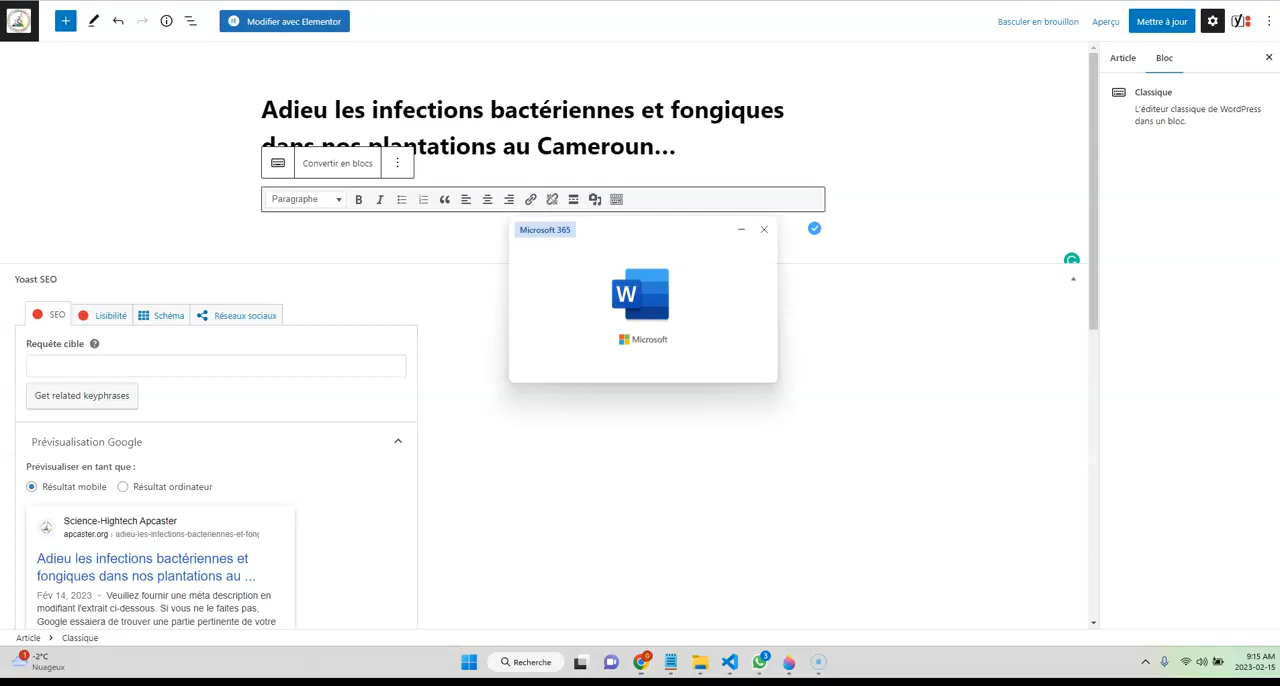 Modifier avec Elementor
Basculer en brouillon
Aperçu
Mettre à jour
Article
Bloc
Classique
L'éditeur classique de WordPress
dans un bloc.
Adieu les infections bactériennes et fongiques
dans nos plantations au Cameroun...
Convertir en blocs
Paragraphe
B
I
Microsoft 365
W
Microsoft
Yoast SEO
SEO
Lisibilité
Schéma
Réseaux sociaux
Requête cible
Get related keyphrases
Prévisualisation Google
Prévisualiser en tant que :
Résultat mobile
Résultat ordinateur
Science-Hightech Apcaster
apcaster.org › adieu-les-infections-bacteriennes-et-fong
Adieu les infections bactériennes et
fongiques dans nos plantations au ...
Fév 14, 2023 - Veuillez fournir une méta description en
modifiant l'extrait ci-dessous. Si vous ne le faites pas,
Google essaiera de trouver une partie pertinente de votre
Article > Classique
1
-2°C
Nuageux
Recherche
3
9:15 AM
2023-02-15